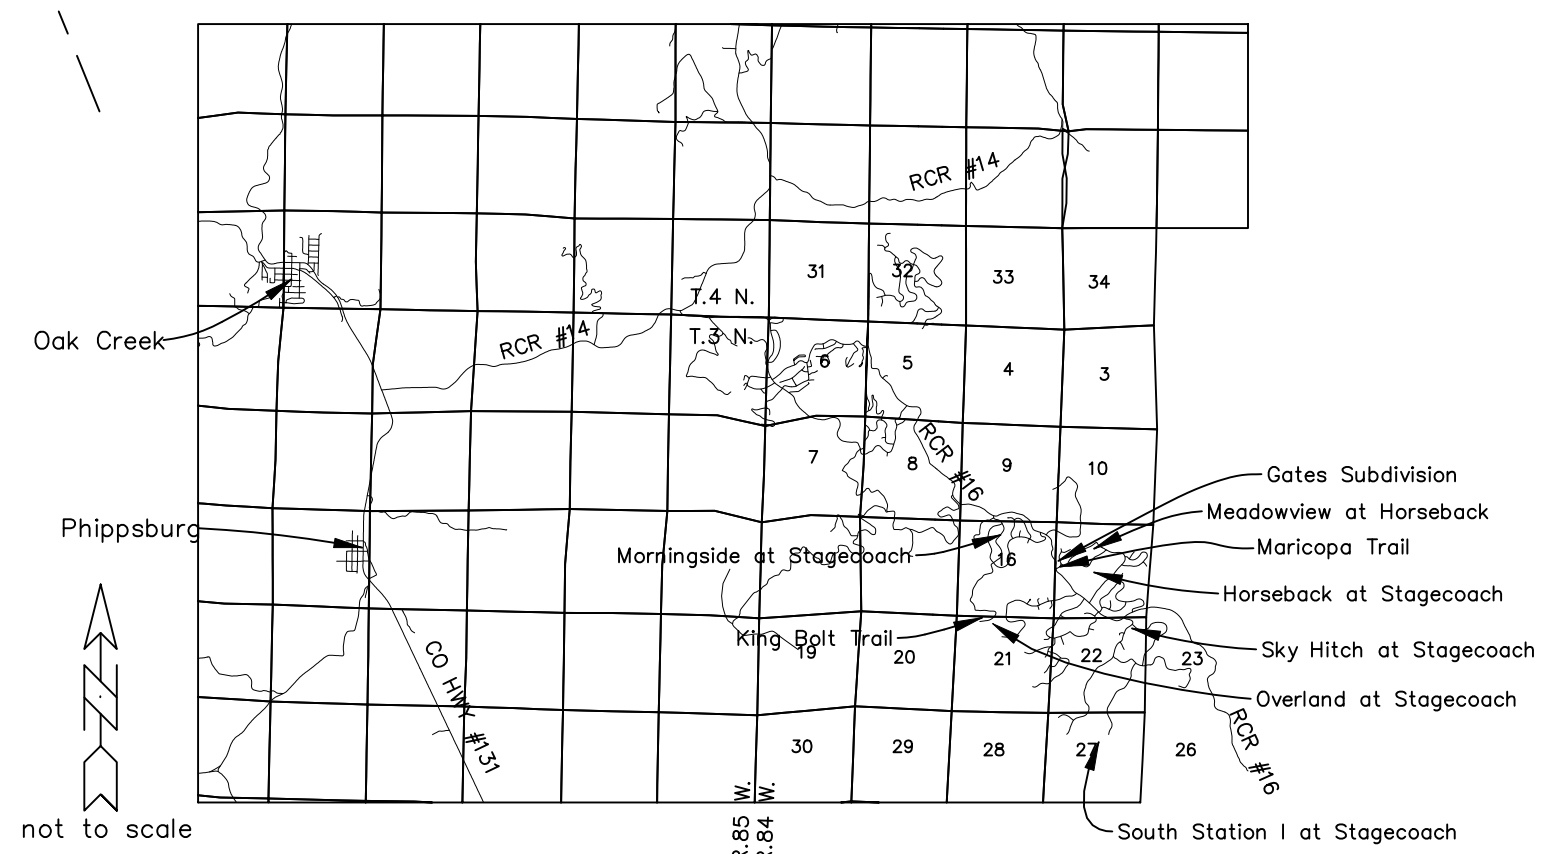 RCR #14
31
32
33
34
T.4 N.
Oak Creek
RCR #14
T.3 N.
6
5
4
3
RCR #16
7
8
9
10
Gates Subdivision
Meadowview at Horseback
Phippsburg
Morningside at Stagecoach
16
Maricopa Trail
Horseback at Stagecoach
King Bolt Trail
19
20
21
22
23
Sky Hitch at Stagecoach
CO HWY #131
Overland at Stagecoach
RCR #16
30
29
28
27
26
not to scale
.85 W.
.84 W.
South Station I at Stagecoach